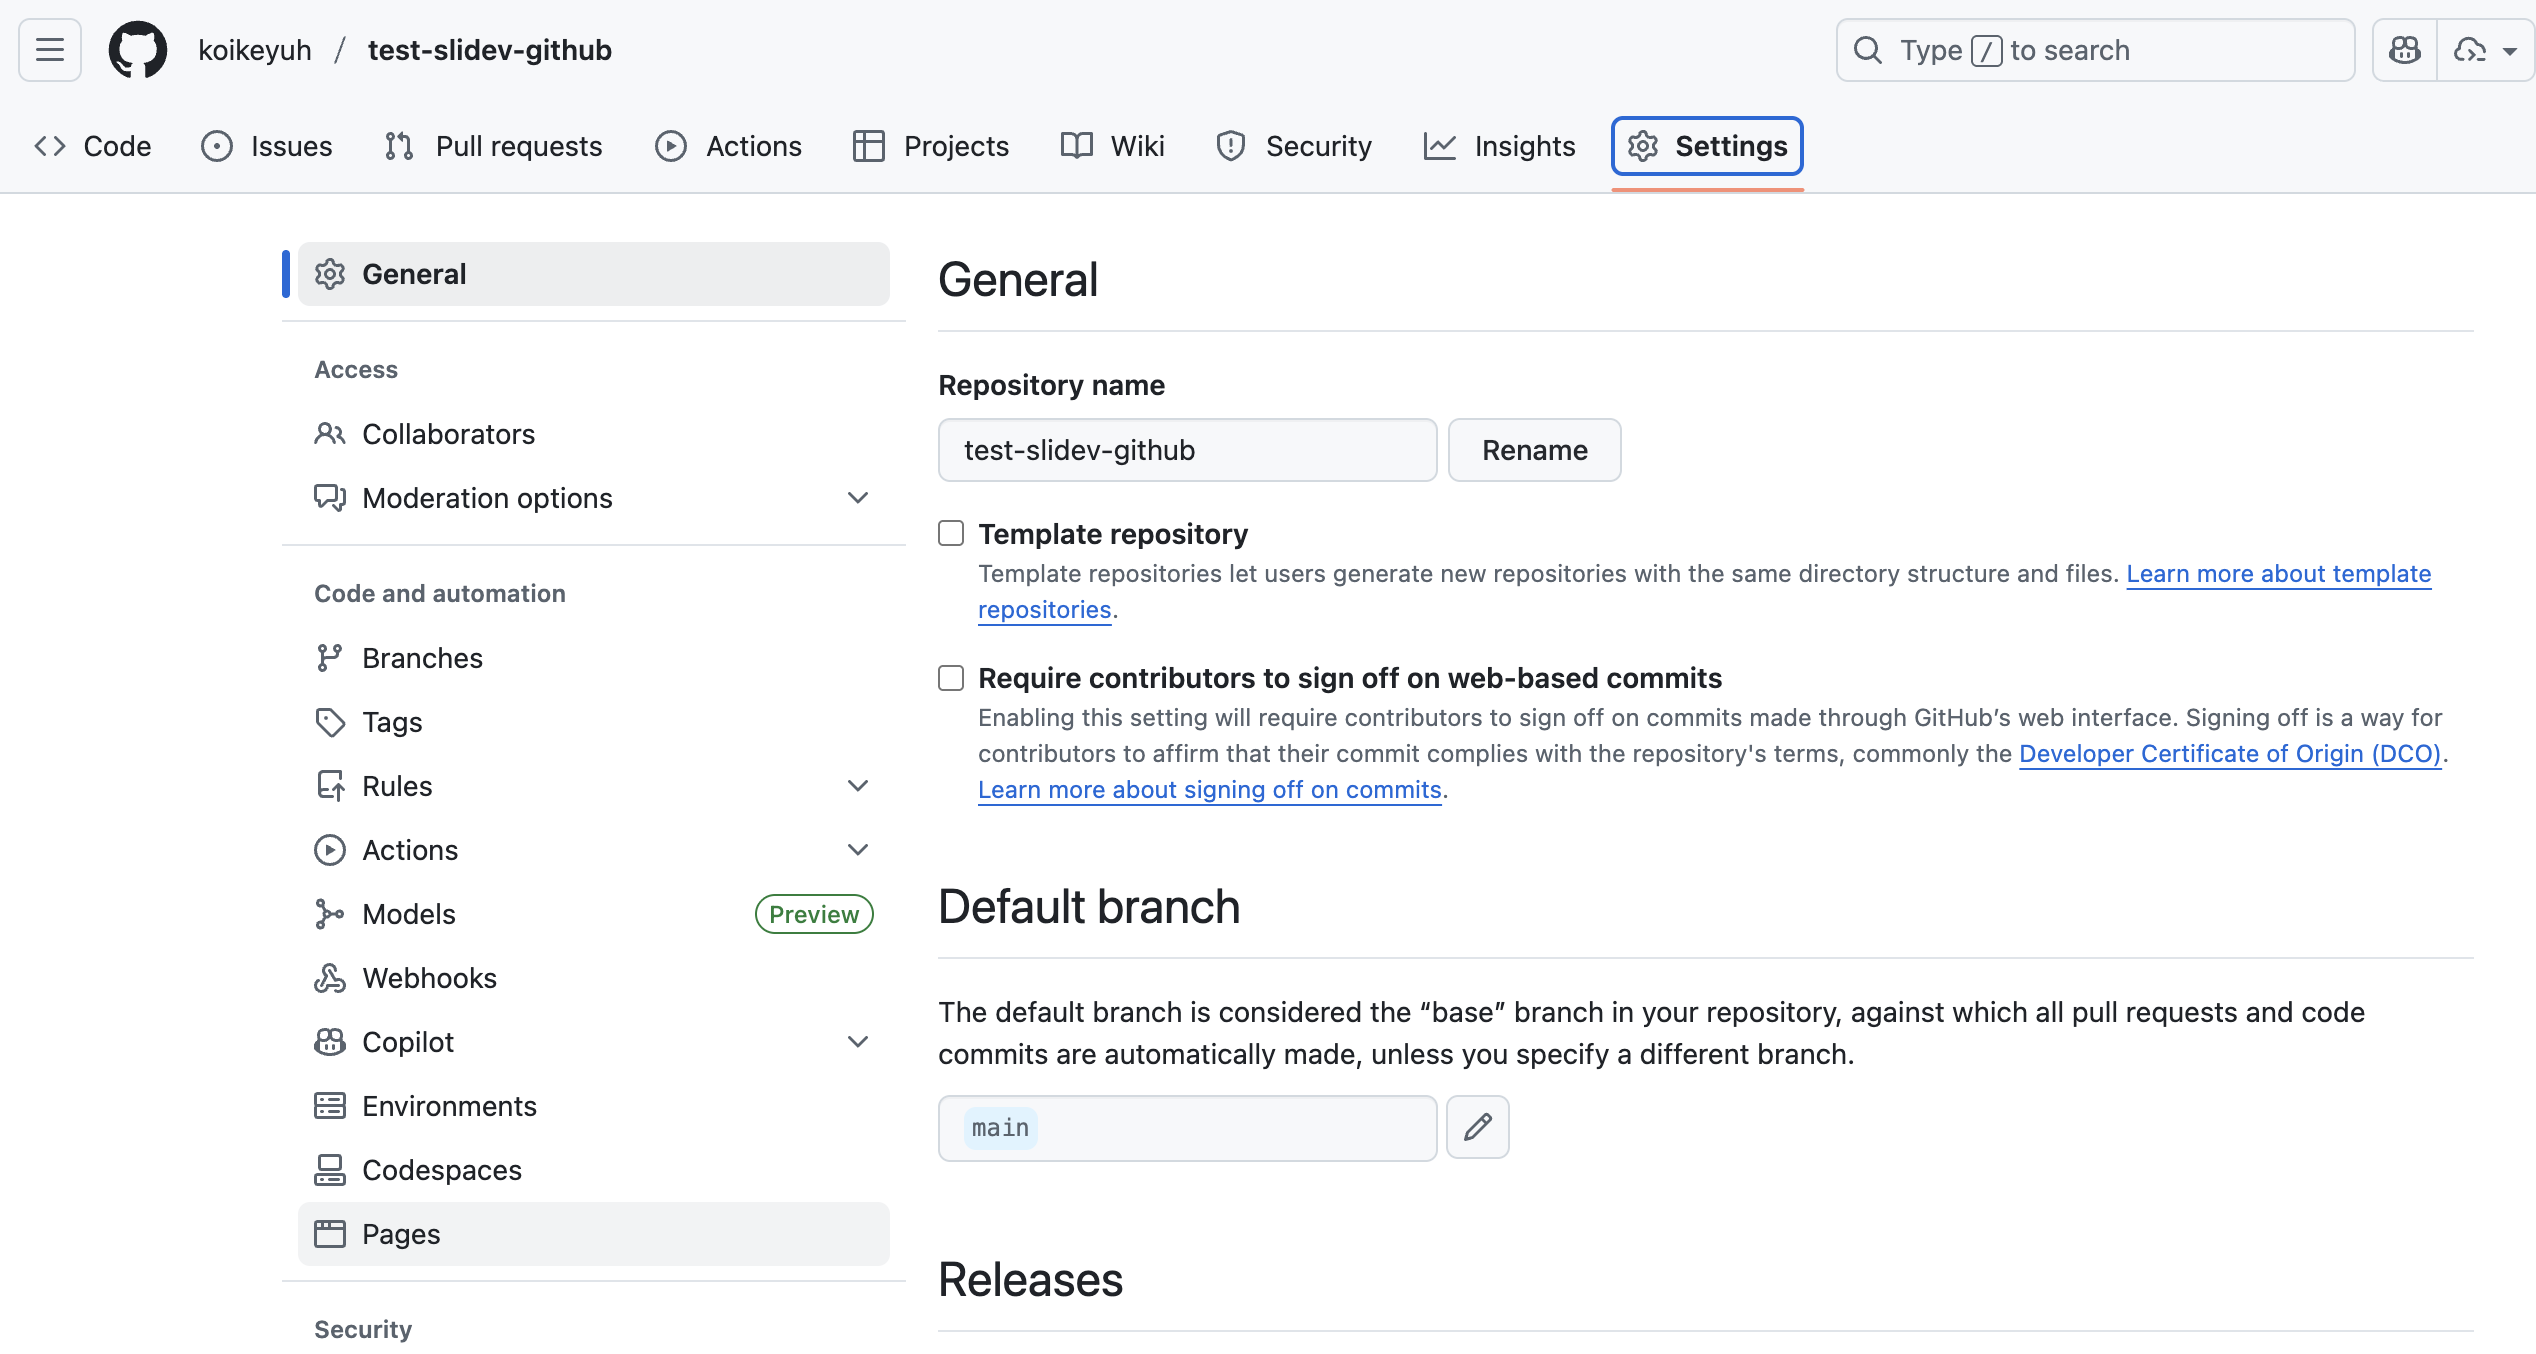 koikeyuh / test-slidev-github
Type / to search
Code Issues Pull requests Actions Projects Wiki Security Insights Settings
General
Access
Collaborators
Moderation options
Code and automation
Branches
Tags
Rules
Actions
Models Preview
Webhooks
Copilot
Environments
Codespaces
Pages
Security
General
Repository name
test-slidev-github Rename
Template repository
Template repositories let users generate new repositories with the same directory structure and files. Learn more about template
repositories.
Require contributors to sign off on web-based commits
Enabling this setting will require contributors to sign off on commits made through GitHub’s web interface. Signing off is a way for
contributors to affirm that their commit complies with the repository's terms, commonly the Developer Certificate of Origin (DCO).
Learn more about signing off on commits.
Default branch
The default branch is considered the “base” branch in your repository, against which all pull requests and code
commits are automatically made, unless you specify a different branch.
main
Releases